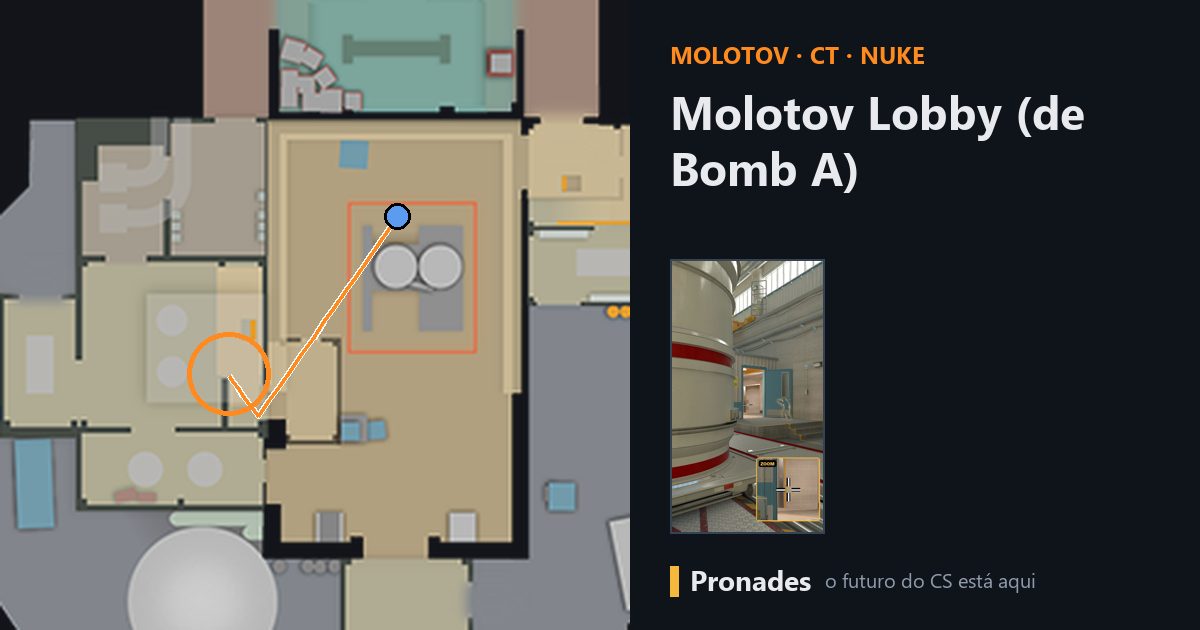 MOLOTOV · CT · NUKE
Molotov Lobby (de
Bomb A)
ZOOM
Pronades o futuro do CS está aqui